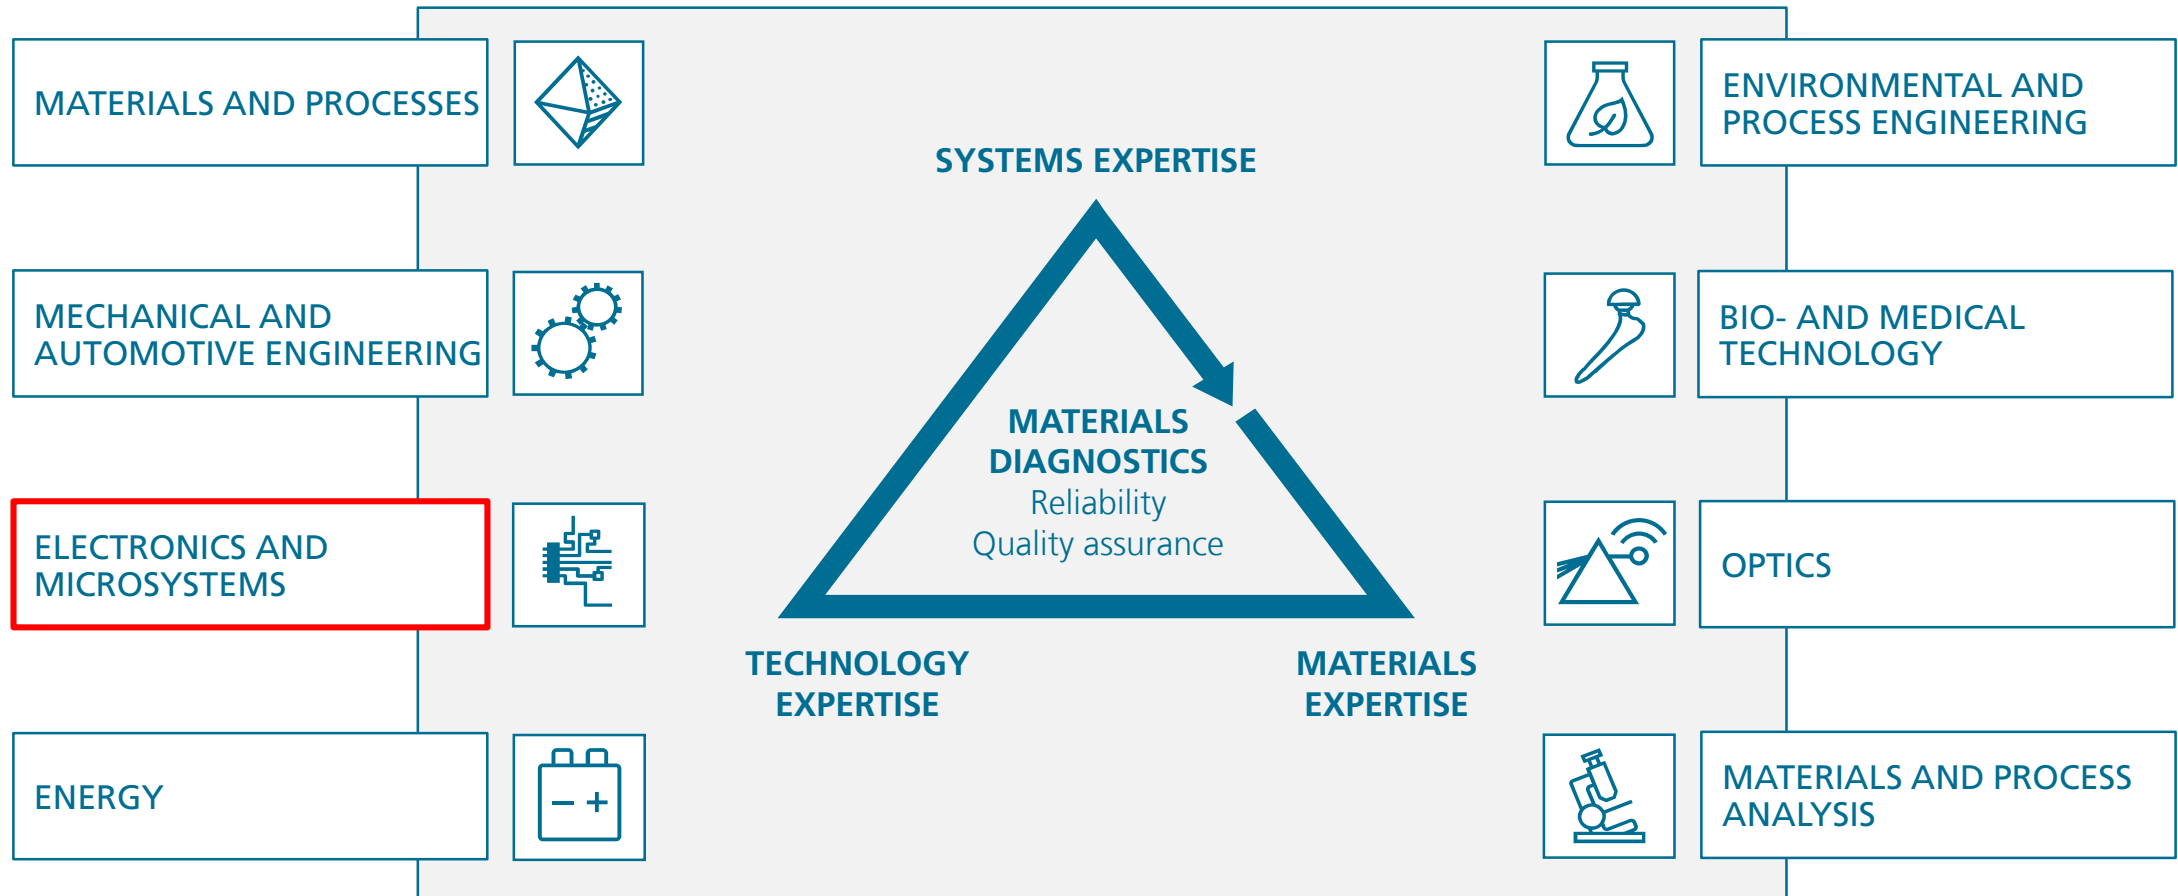 MATERIALS AND PROCESSES
MECHANICAL AND
AUTOMOTIVE ENGINEERING
ELECTRONICS AND
MICROSYSTEMS
ENERGY
SYSTEMS EXPERTISE
MATERIALS
DIAGNOSTICS
Reliability
Quality assurance
TECHNOLOGY
EXPERTISE
MATERIALS
EXPERTISE
ENVIRONMENTAL AND
PROCESS ENGINEERING
BIO- AND MEDICAL
TECHNOLOGY
OPTICS
MATERIALS AND PROCESS
ANALYSIS